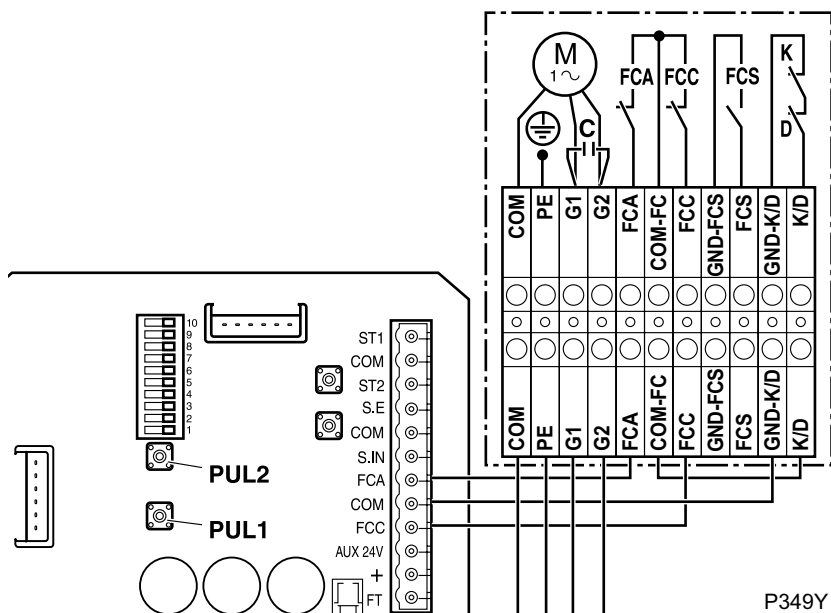 M
1~
FCA FCC FCS K
C
D
COM PE G1 G2 FCA COM-FC FCC GND-FCS FCS GND-K/D K/D
COM PE G1 G2 FCA COM-FC FCC GND-FCS FCS GND-K/D K/D
10
9
8
7
6
5
4
3
2
1
PUL2
PUL1
ST1
COM
ST2
S.E
COM
S.IN
FCA
COM
FCC
AUX 24V
+
FT
P349Y